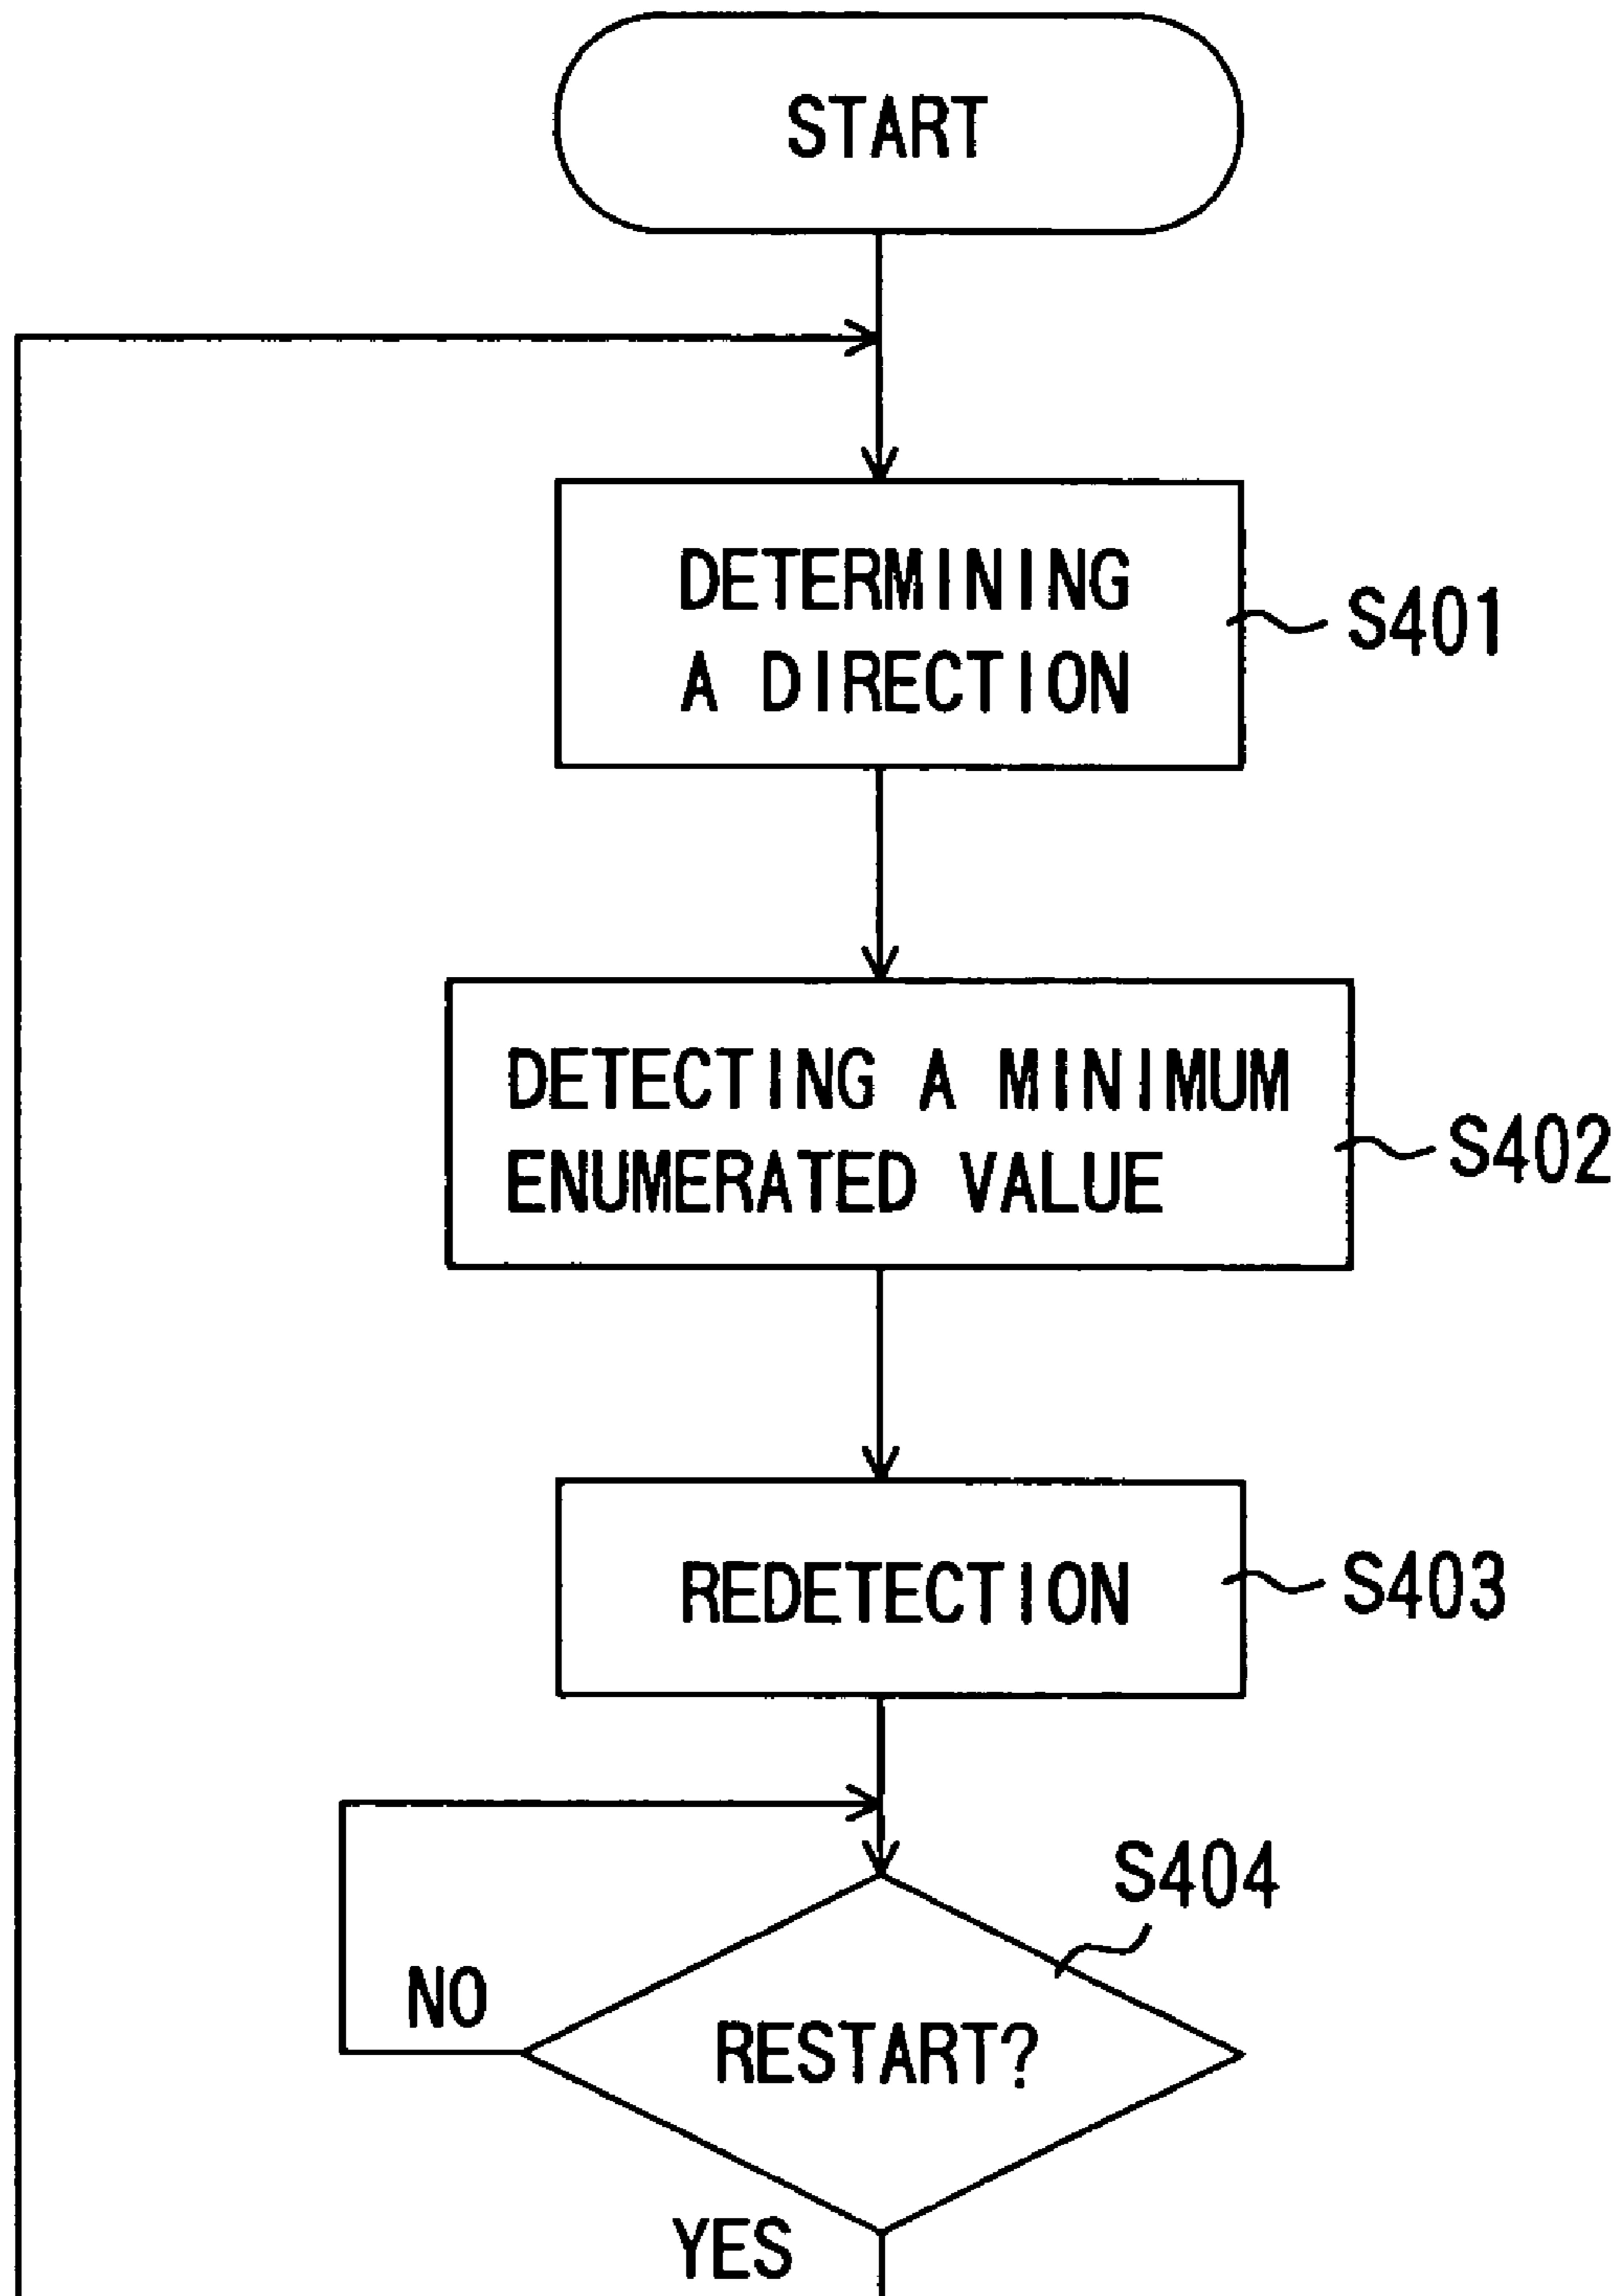 START
DETERMINING
A DIRECTION
S401
DETECTING A MINIMUM
ENUMERATED VALUE
S402
REDETECTION
S403
S404
NO
RESTART?
YES